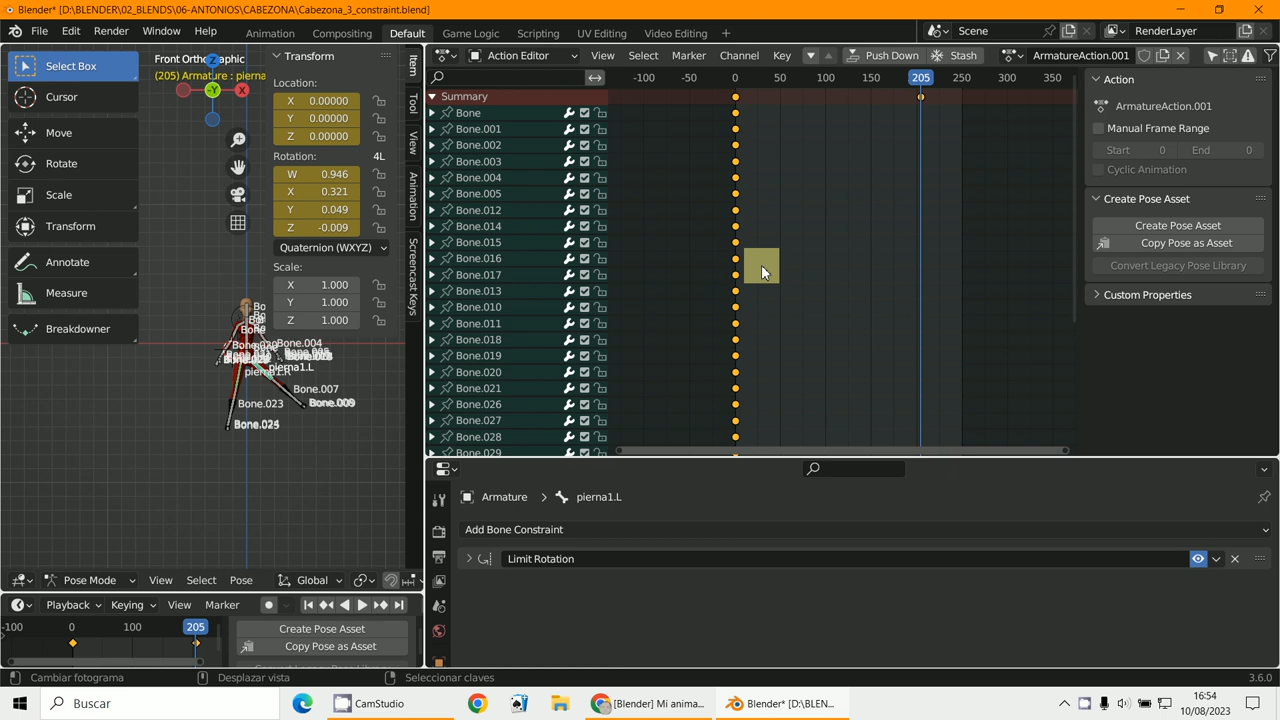 Blender* [D:\BLENDER\02_BLENDS\06-ANTONIOS\CABEZONA\Cabezona_3_constraint.blend]
File Edit Render Window Help Animation Compositing Default Game Logic Scripting UV Editing Video Editing Scene RenderLayer
Select Box
Cursor
Move
Rotate
Scale
Transform
Annotate
Measure
Breakdowner
Front Orthographic
(205) Armature : pierna
Z
-Y
X
Transform
Location:
X 0.00000
Y 0.00000
Z 0.00000
Rotation: 4L
W 0.946
X 0.321
Y 0.049
Z -0.009
Quaternion (WXYZ)
Scale:
X 1.000
Y 1.000
Z 1.000
Item
Tool
View
Animation
Screencast Keys
Bone.004
pierna1.L
pierna1.R
Bone.007
Bone.023
Bone.009
Bone.024
Pose Mode View Select Pose Global
Playback Keying View Marker
-100 0 100 205
Create Pose Asset
Copy Pose as Asset
Action Editor View Select Marker Channel Key Push Down Stash ArmatureAction.001
-100 -50 0 50 100 150 205 250 300 350
Summary
Bone
Bone.001
Bone.002
Bone.003
Bone.004
Bone.005
Bone.012
Bone.014
Bone.015
Bone.016
Bone.017
Bone.013
Bone.010
Bone.011
Bone.018
Bone.019
Bone.020
Bone.021
Bone.026
Bone.027
Bone.028
Bone.029
Action
ArmatureAction.001
Manual Frame Range
Start 0 End 0
Cyclic Animation
Create Pose Asset
Create Pose Asset
Copy Pose as Asset
Convert Legacy Pose Library
Custom Properties
Armature > pierna1.L
Add Bone Constraint
Limit Rotation
Cambiar fotograma Desplazar vista Seleccionar claves 3.6.0
Buscar CamStudio [Blender] Mi anima... Blender* [D:\BLEN... 16:54
10/08/2023